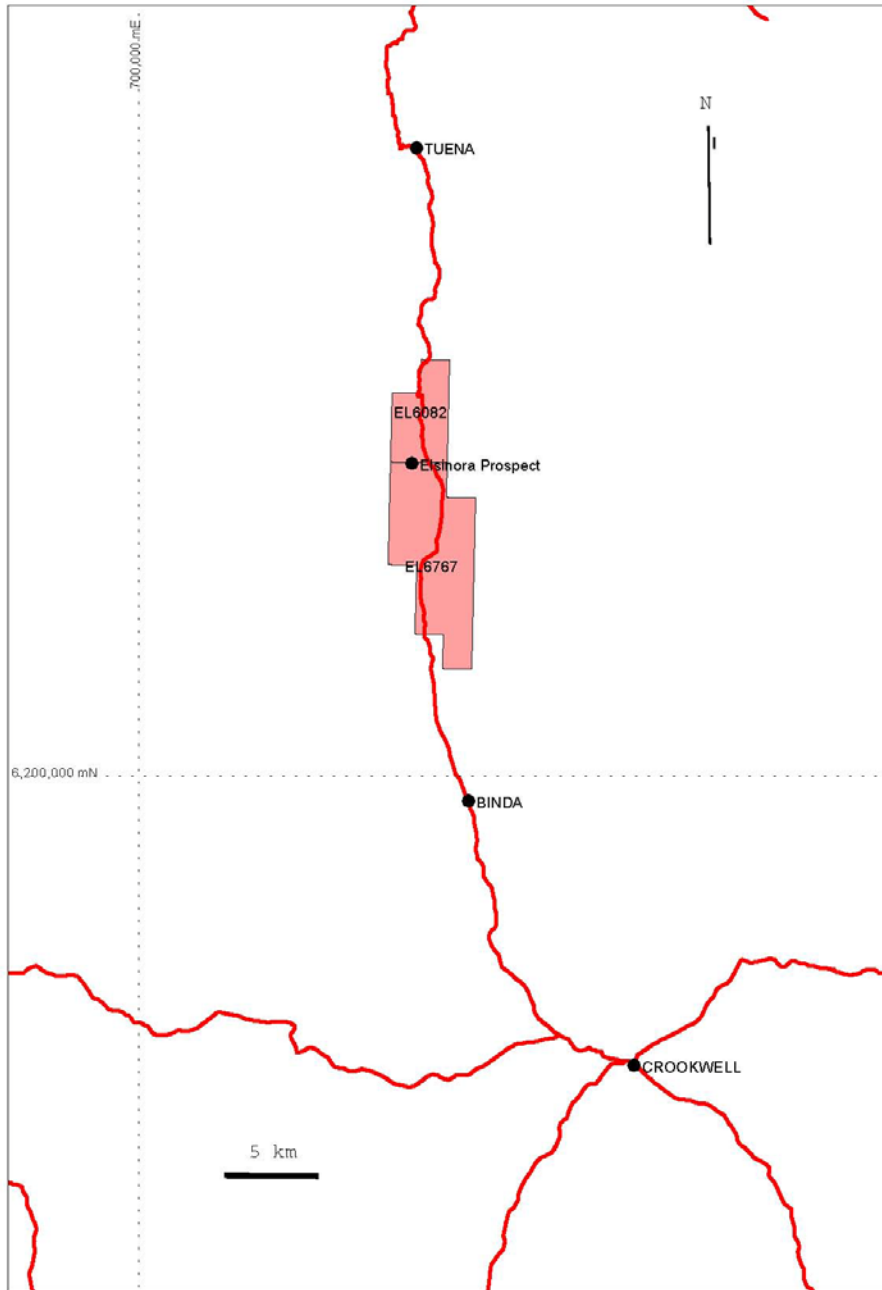 700,000 mE
N
TUENA
EL6082
Elsinora Prospect
EL6767
6,200,000 mN
BINDA
CROOKWELL
5 km